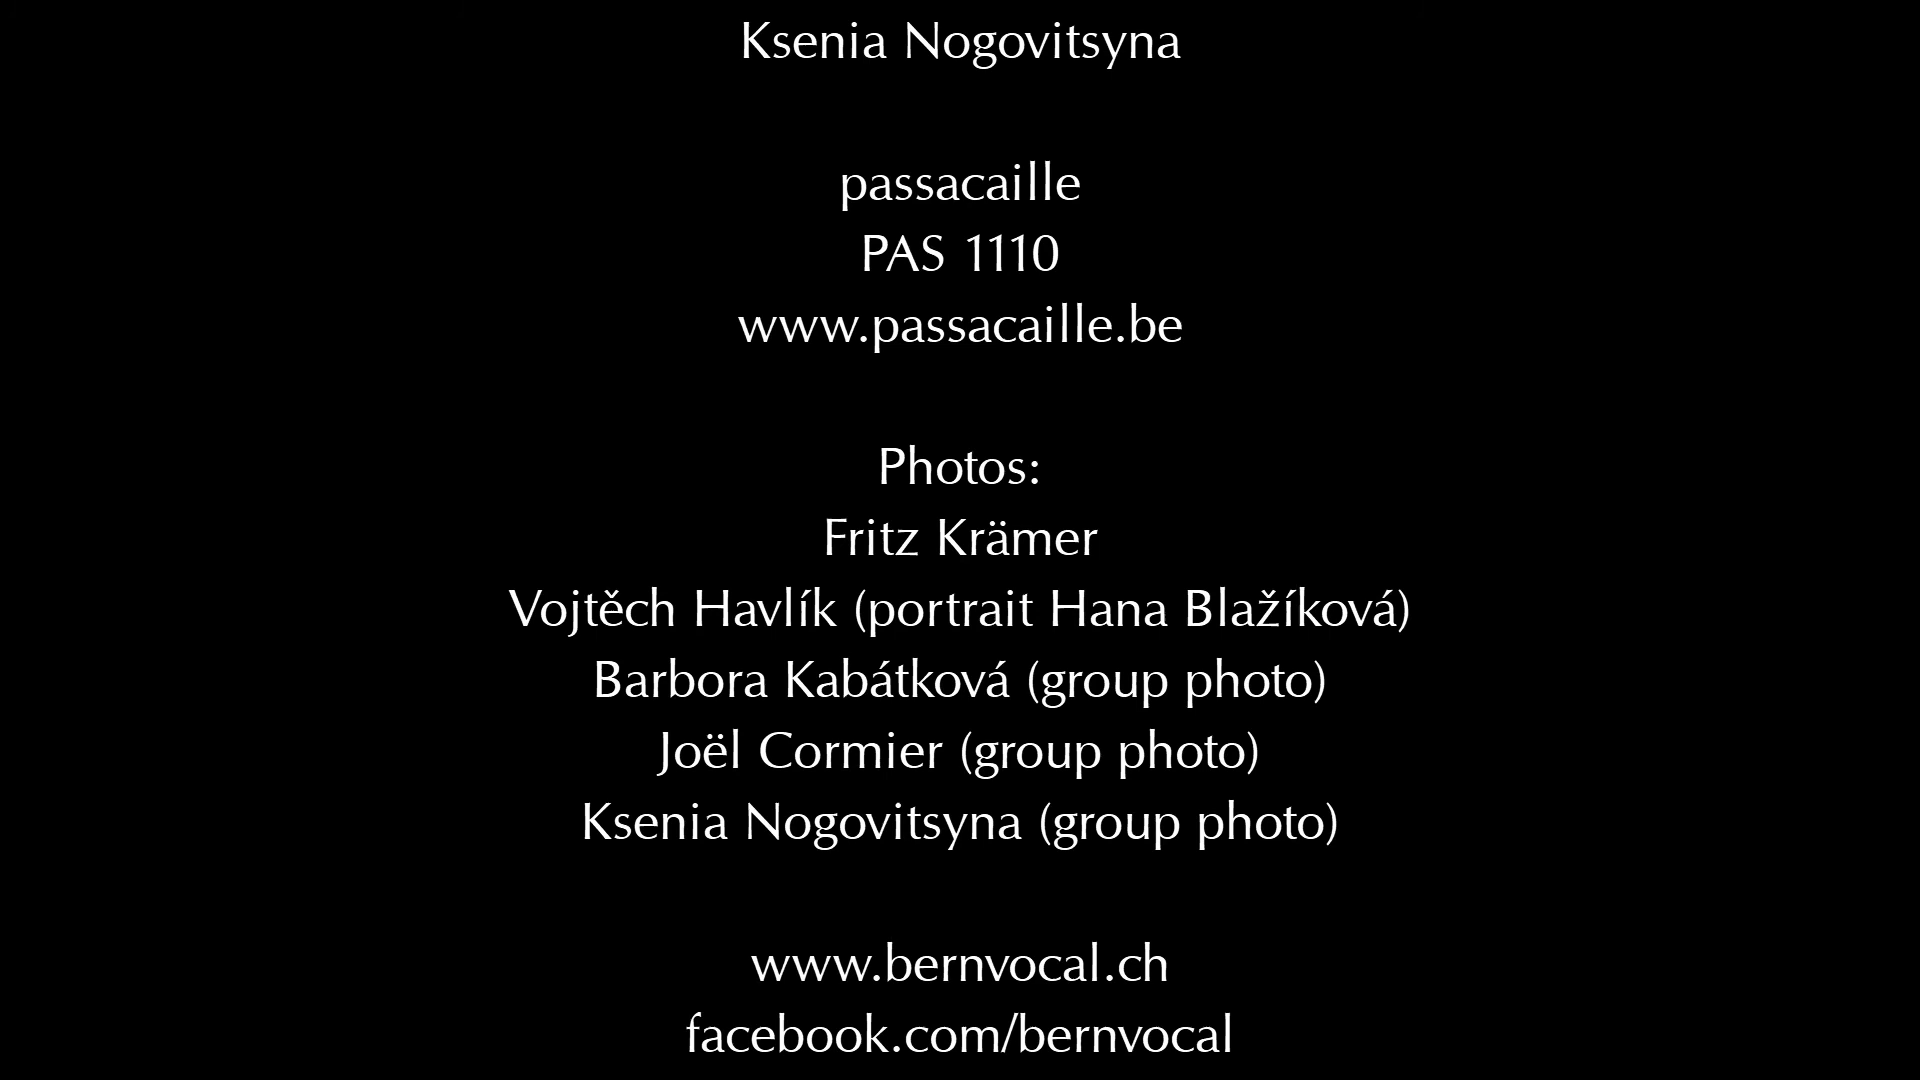 Ksenia Nogovitsyna
passacaille
PAS 1110
www.passacaille.be
Photos:
Fritz Krämer
Vojtěch Havlík (portrait Hana Blažíková)
Barbora Kabátková (group photo)
Joël Cormier (group photo)
Ksenia Nogovitsyna (group photo)
www.bernvocal.ch
facebook.com/bernvocal